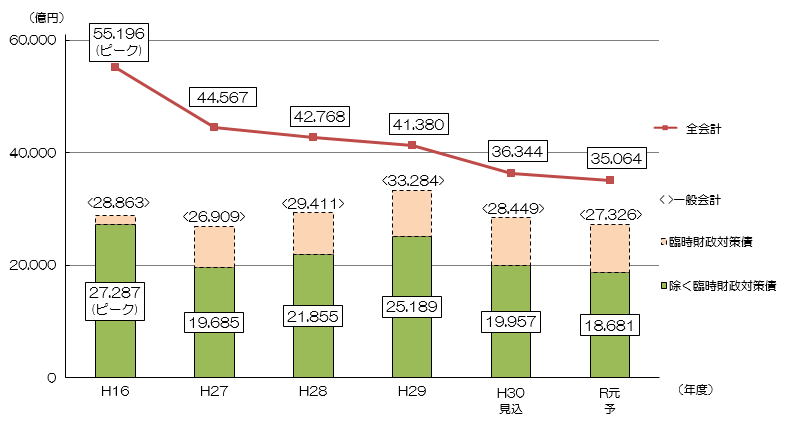 （億円）
60,000
40,000
20,000
0
55,196
(ピーク)
44,567
42,768
41,380
36,344
35,064
<28,863>
<26,909>
<29,411>
<33,284>
<28,449>
<27,326>
27,287
(ピーク)
19,685
21,855
25,189
19,957
18,681
H16
H27
H28
H29
H30
見込
R元
予
（年度）
全会計
< >一般会計
臨時財政対策債
除く臨時財政対策債